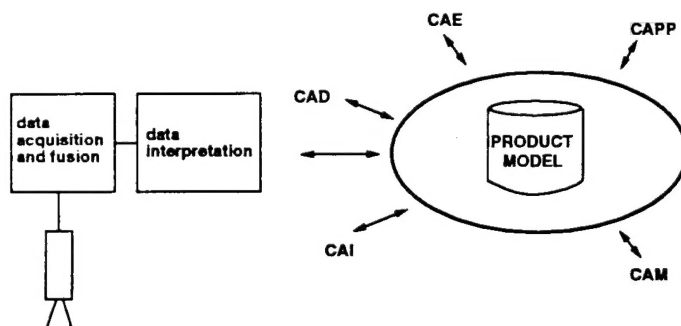 CAE
CAPP
CAD
data
acquisition
and fusion
data
interpretation
PRODUCT
MODEL
CAI
CAM